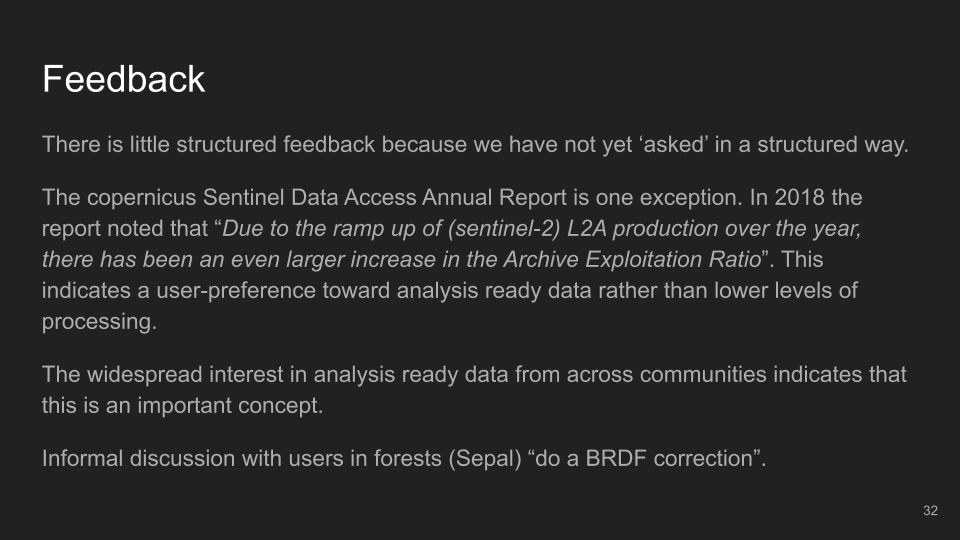 Feedback
There is little structured feedback because we have not yet ‘asked’ in a structured way.
The copernicus Sentinel Data Access Annual Report is one exception. In 2018 the
report noted that “Due to the ramp up of (sentinel-2) L2A production over the year,
there has been an even larger increase in the Archive Exploitation Ratio”. This
indicates a user-preference toward analysis ready data rather than lower levels of
processing.
The widespread interest in analysis ready data from across communities indicates that
this is an important concept.
Informal discussion with users in forests (Sepal) “do a BRDF correction”.
32